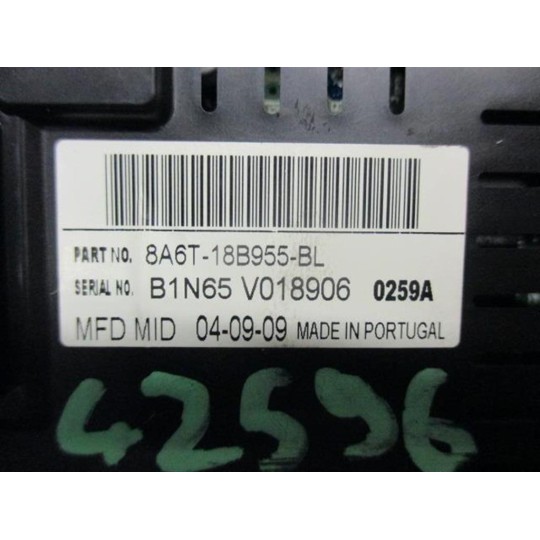 PART NO. 8A6T-18B955-BL
SERIAL NO. B1N65 V018906 0259A
MFD MID 04-09-09 MADE IN PORTUGAL
42596